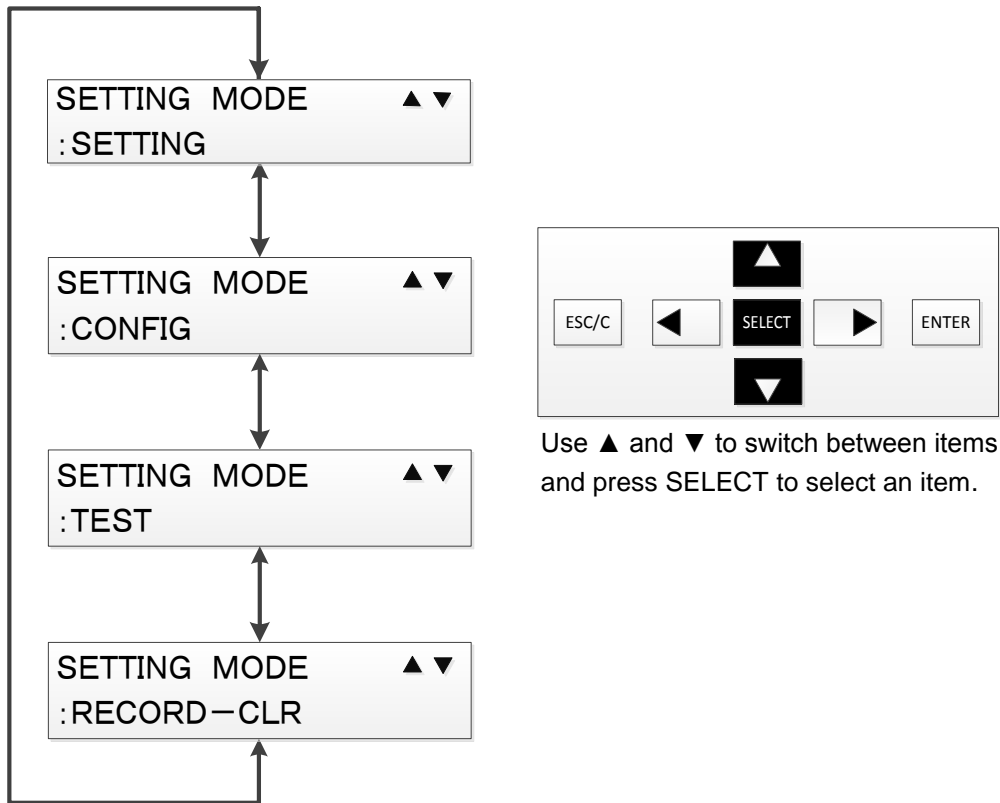 SETTING MODE ▲ ▼
:SETTING
SETTING MODE ▲ ▼
:CONFIG
SETTING MODE ▲ ▼
:TEST
SETTING MODE ▲ ▼
:RECORD－CLR
ESC/C
SELECT
ENTER
Use ▲ and ▼ to switch between items
and press SELECT to select an item.